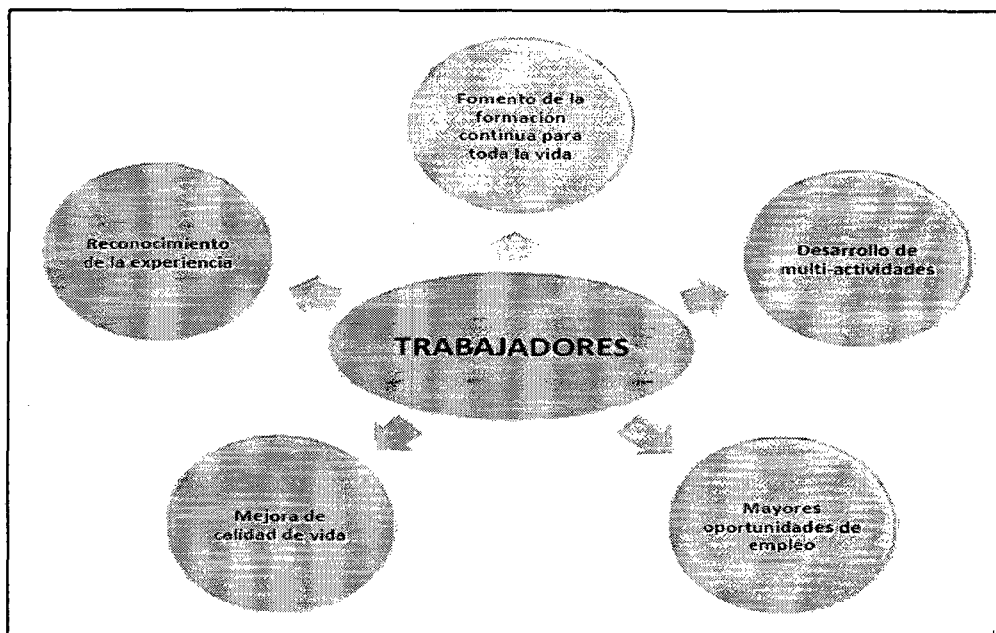 Fomento de la
formación
continua para
toda la vida
Reconocimiento
de la experiencia
Desarrollo de
multi-actividades
TRABAJADORES
Mejora de
calidad de vida
Mayores
oportunidades de
empleo